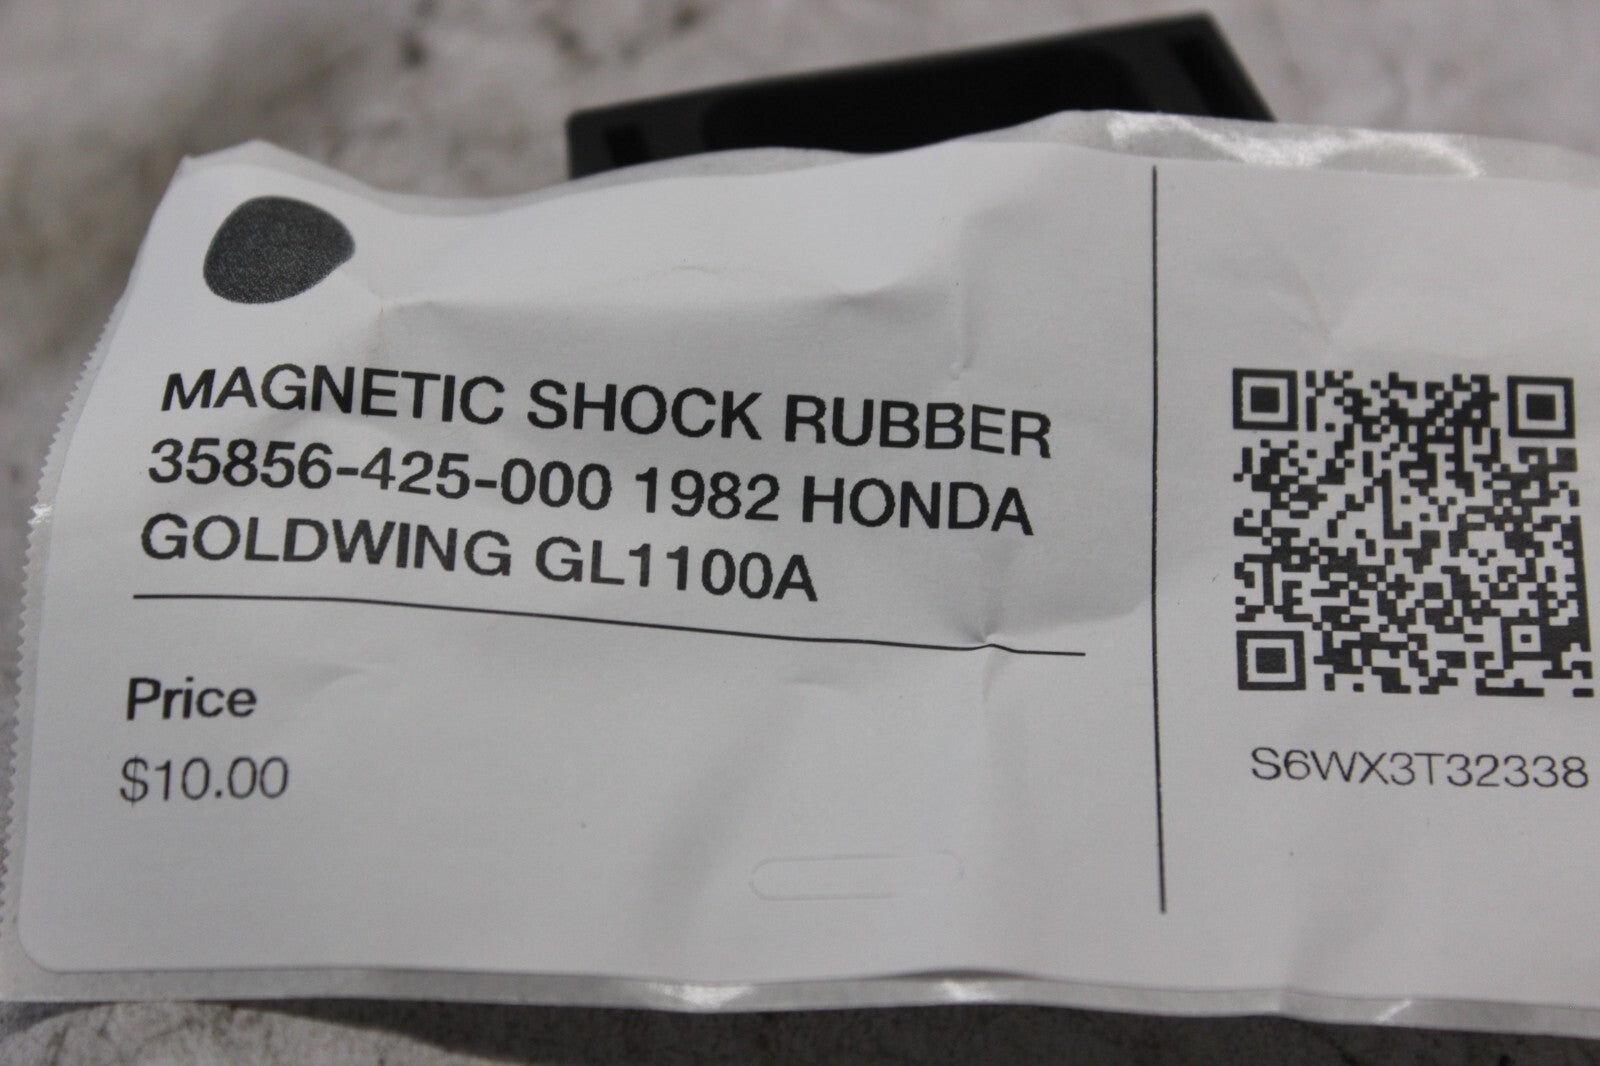 MAGNETIC SHOCK RUBBER
35856-425-000 1982 HONDA
GOLDWING GL1100A
Price
$10.00
S6WX3T32338